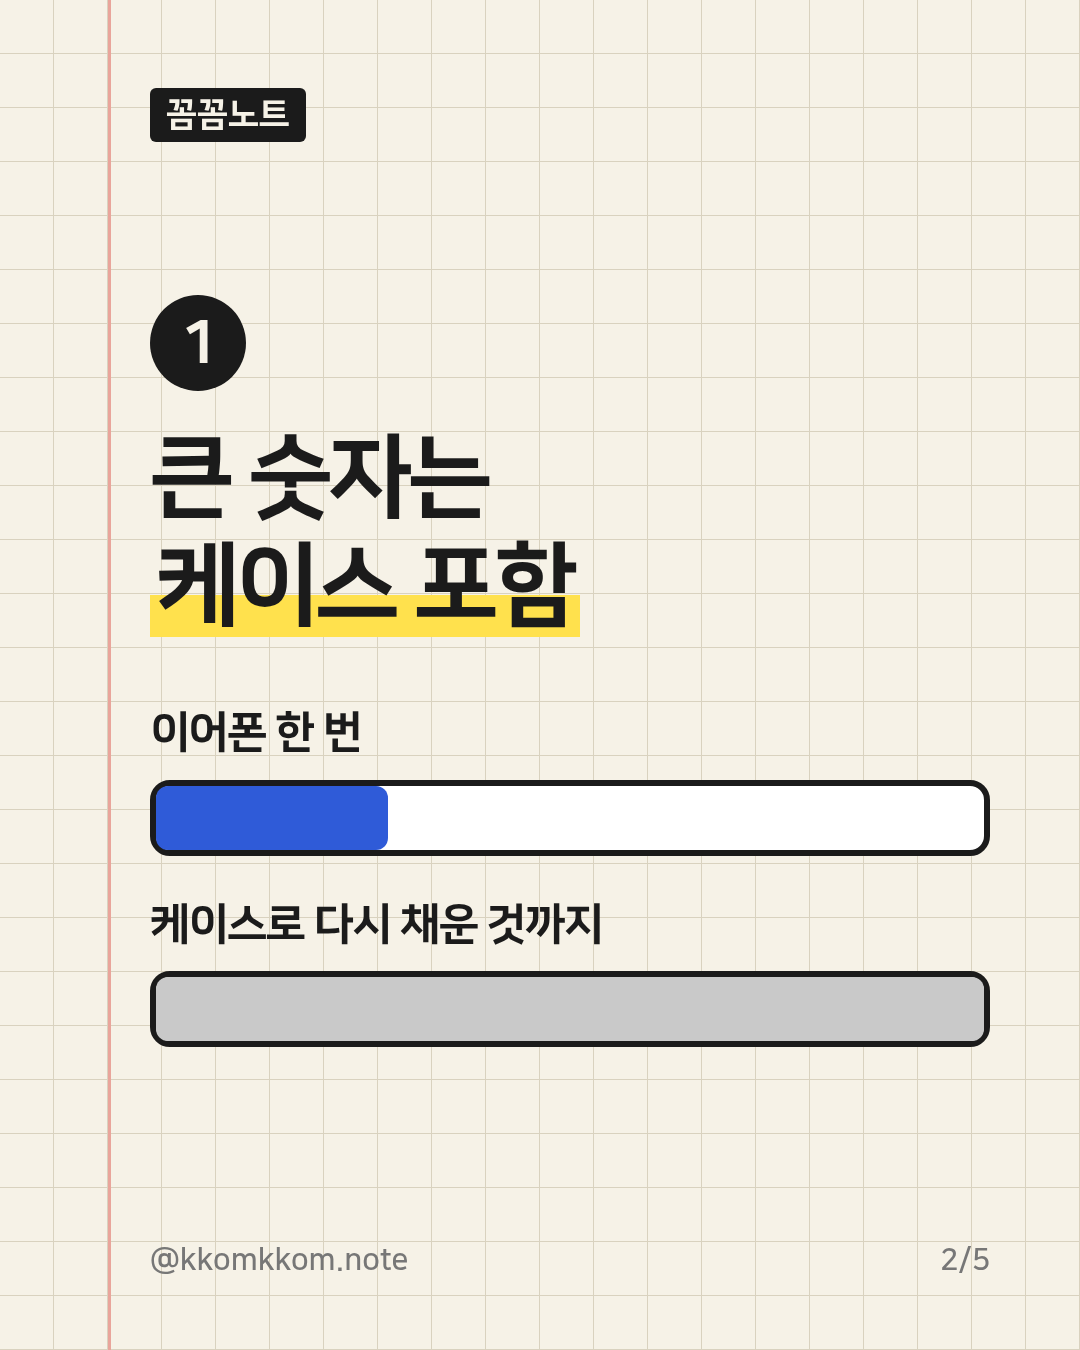 꼼꼼노트
1
큰 숫자는
케이스 포함
이어폰 한 번
케이스로 다시 채운 것까지
@kkomkkom.note
2/5